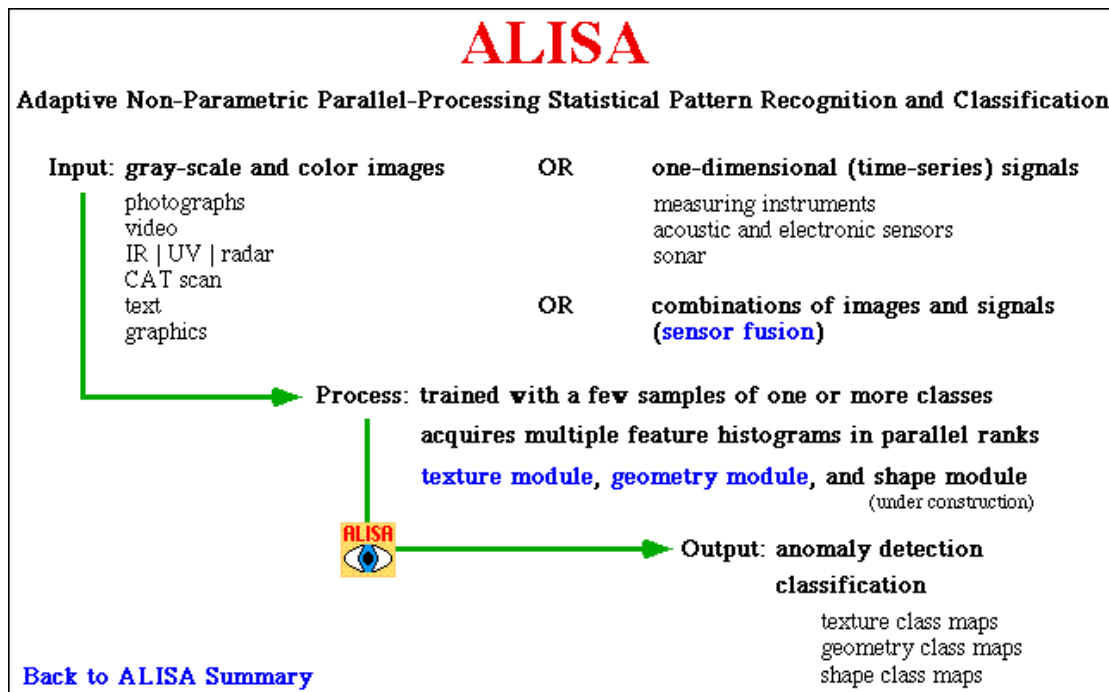 ALISA
Adaptive Non-Parametric Parallel-Processing Statistical Pattern Recognition and Classification
Input: gray-scale and color images
photographs
video
IR | UV | radar
CAT scan
text
graphics
OR
one-dimensional (time-series) signals
measuring instruments
acoustic and electronic sensors
sonar
OR
combinations of images and signals
(sensor fusion)
Process: trained with a few samples of one or more classes
acquires multiple feature histograms in parallel ranks
texture module, geometry module, and shape module
(under construction)
ALISA
Output: anomaly detection
classification
texture class maps
geometry class maps
shape class maps
Back to ALISA Summary